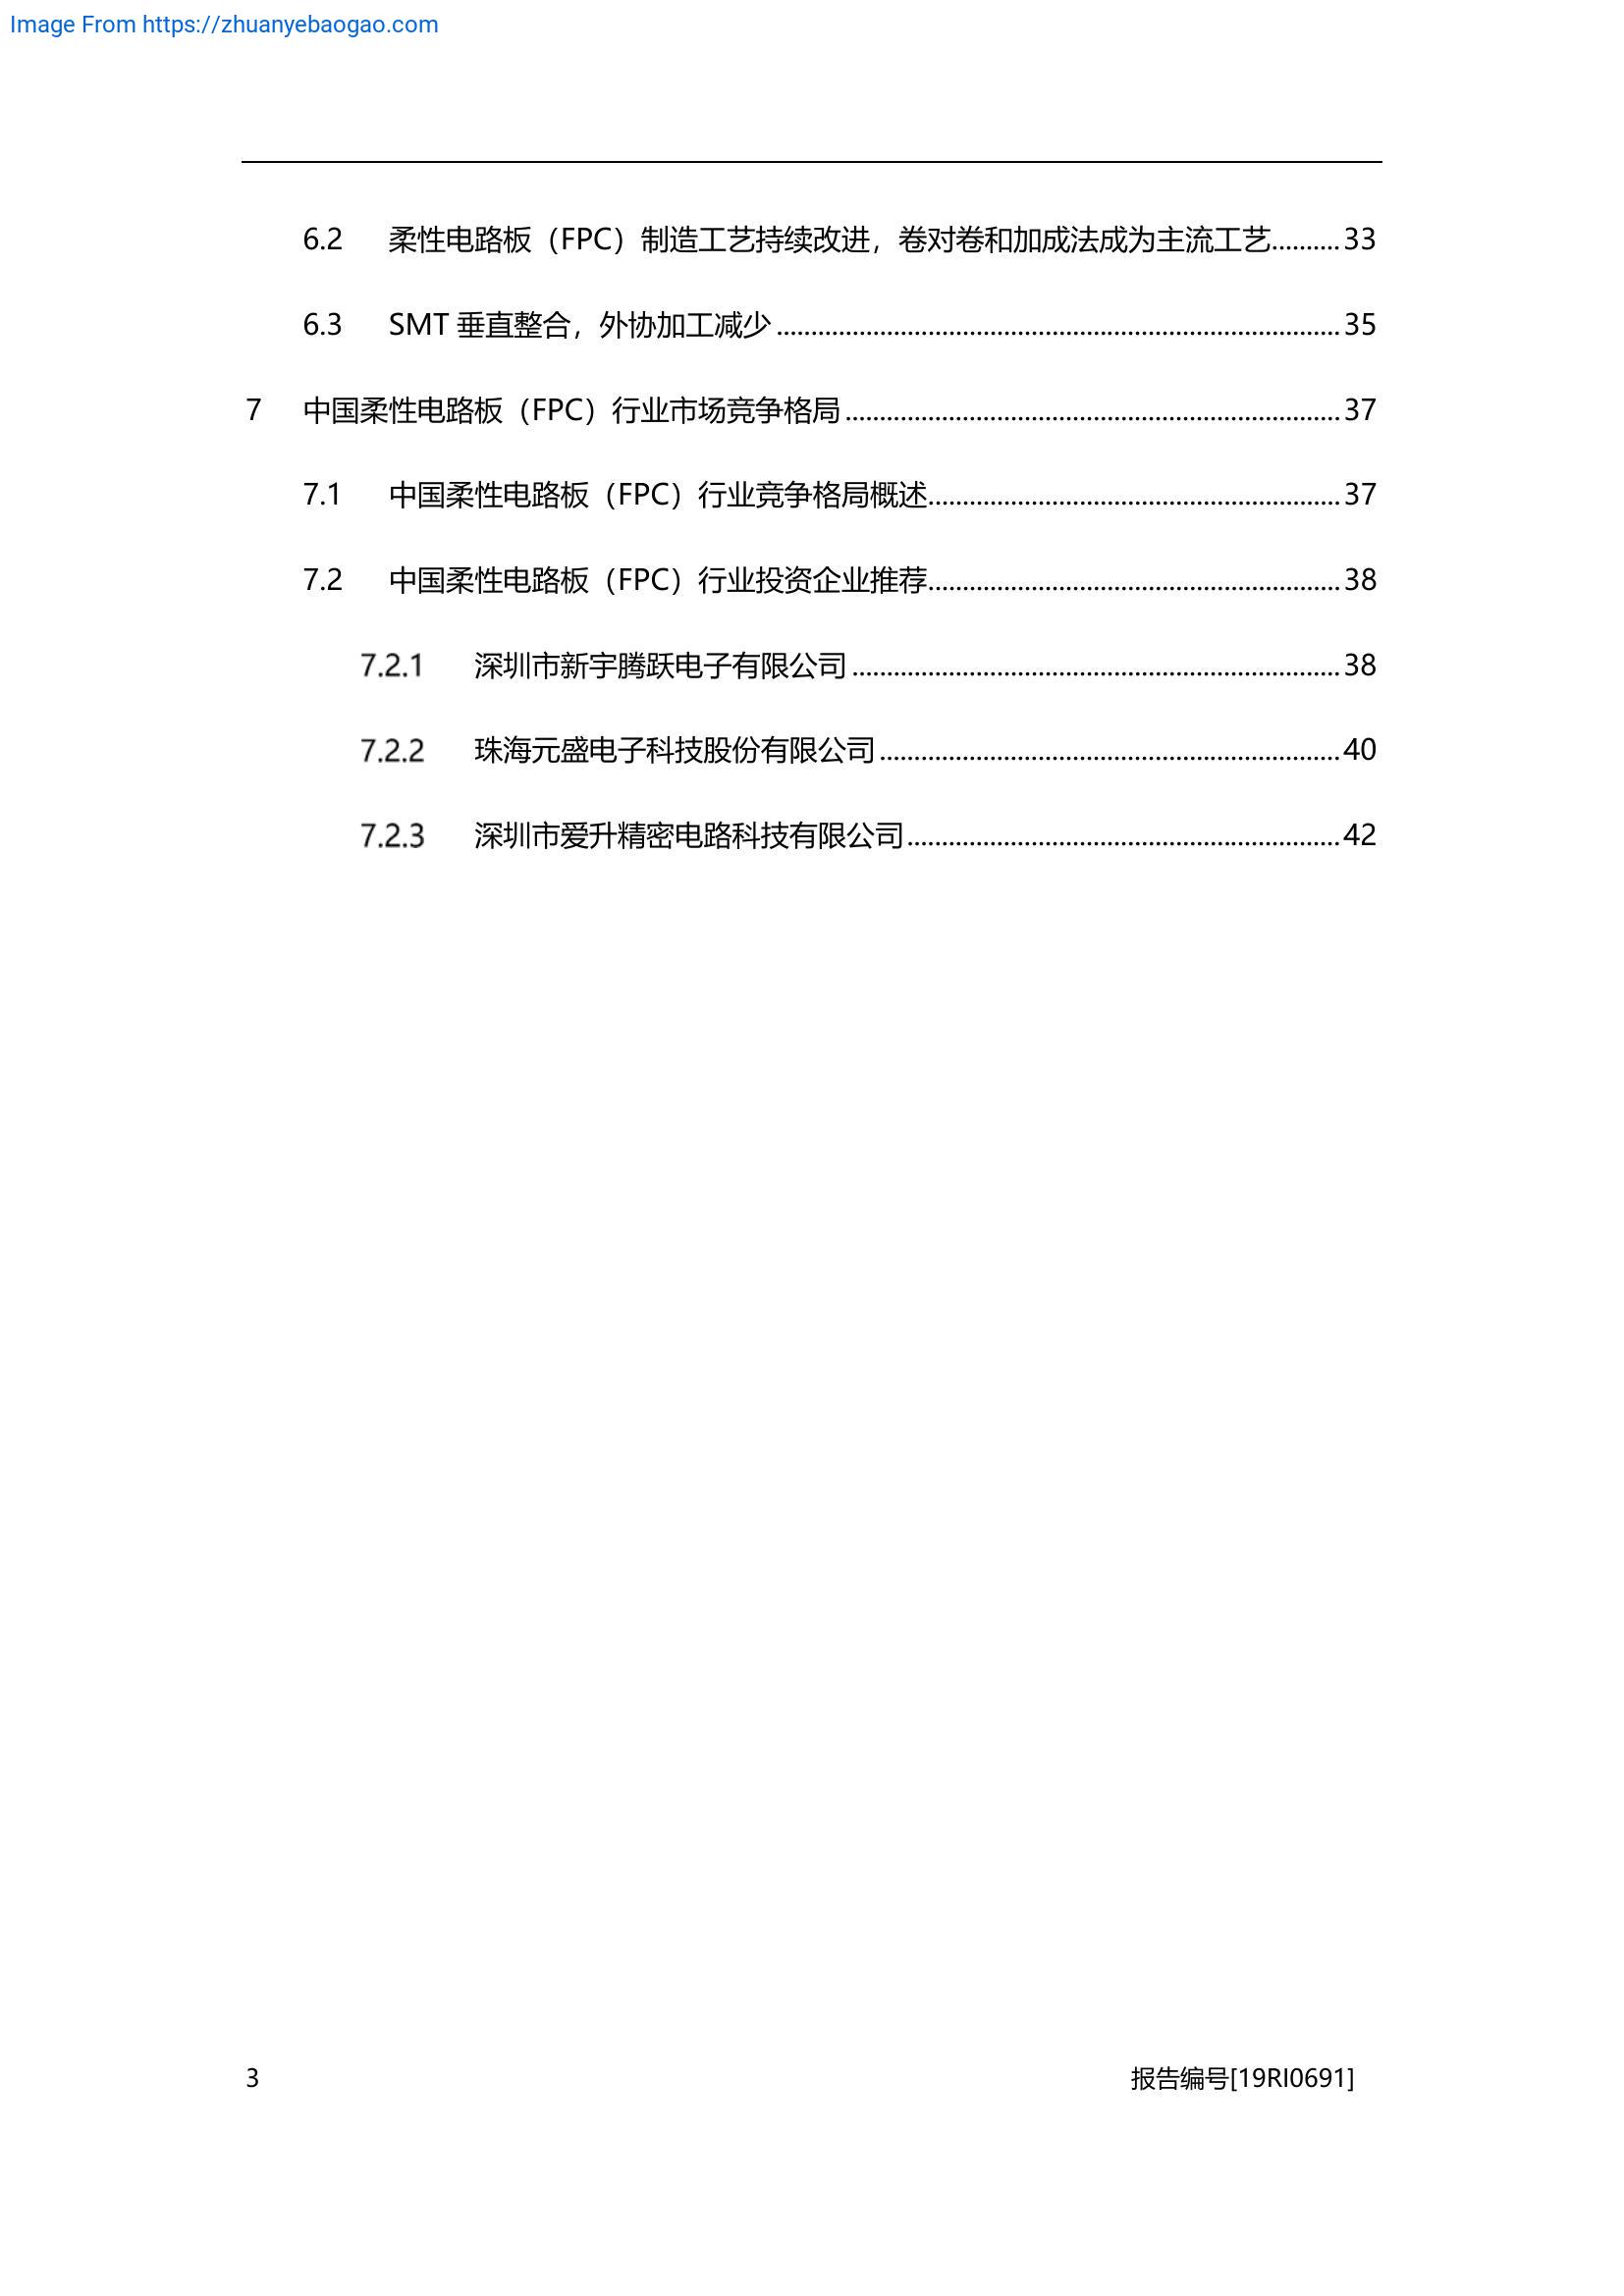 Image From https://zhuanyebaogao.com
6.2 柔性电路板（FPC）制造工艺持续改进，卷对卷和加成法成为主流工艺..........33
6.3 SMT 垂直整合，外协加工减少..................................................................................35
7 中国柔性电路板（FPC）行业市场竞争格局........................................................................37
7.1 中国柔性电路板（FPC）行业竞争格局概述............................................................37
7.2 中国柔性电路板（FPC）行业投资企业推荐............................................................38
7.2.1 深圳市新宇腾跃电子有限公司.......................................................................38
7.2.2 珠海元盛电子科技股份有限公司...................................................................40
7.2.3 深圳市爱升精密电路科技有限公司...............................................................42
3 报告编号[19RI0691]